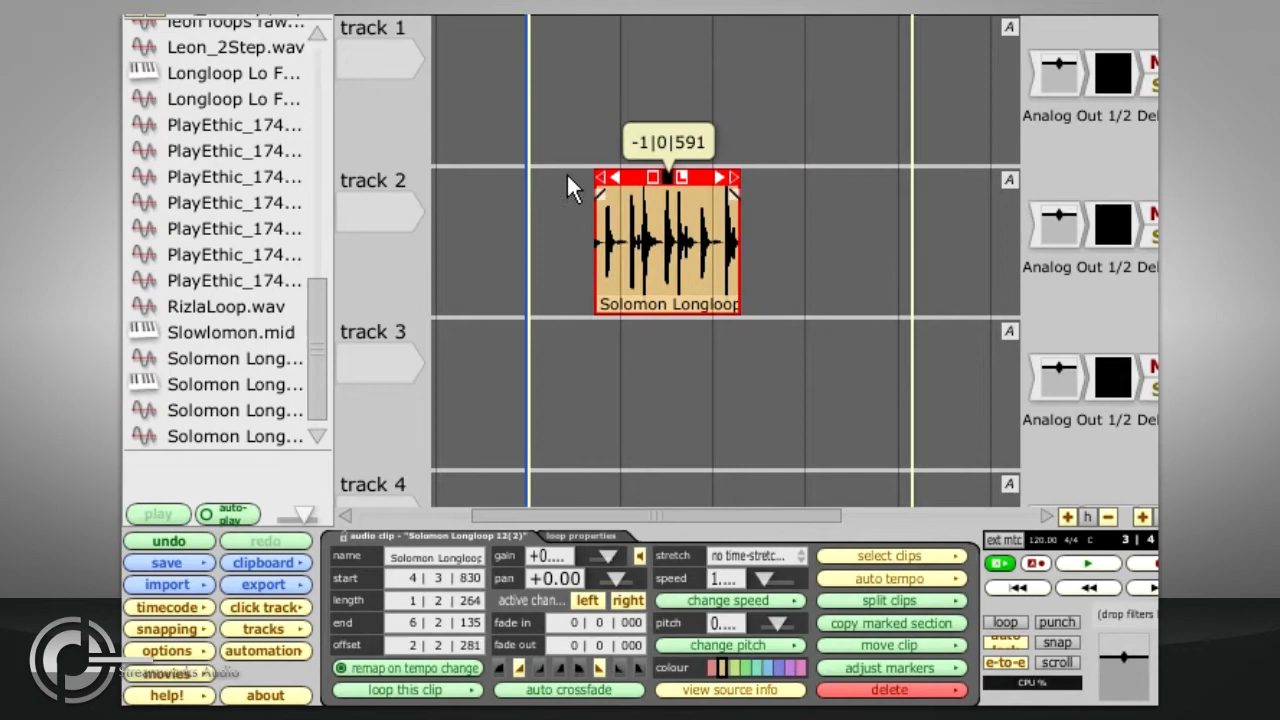 leon loops raw...
Leon_2Step.wav
Longloop Lo F...
Longloop Lo F...
PlayEthic_174...
PlayEthic_174...
PlayEthic_174...
PlayEthic_174...
PlayEthic_174...
PlayEthic_174...
PlayEthic_174...
RizlaLoop.wav
Slowlomon.mid
Solomon Long...
Solomon Long...
Solomon Long...
Solomon Long...
play
auto-play
track 1
track 2
track 3
track 4
-1|0|591
Solomon Longloop
A
A
A
A
Analog Out 1/2 Del
Analog Out 1/2 Del
Analog Out 1/2 Del
h
undo
redo
save
clipboard
import
export
timecode
click track
snapping
tracks
options
automation
movies
help!
about
audio clip - "Solomon Longloop 12(2)"
loop properties
name
Solomon Longloop
start
4 | 3 | 830
length
1 | 2 | 264
end
6 | 2 | 135
offset
2 | 2 | 281
remap on tempo change
loop this clip
gain
+0....
pan
+0.00
active chan...
left
right
fade in
0 | 0 | 000
fade out
0 | 0 | 000
auto crossfade
stretch
no time-stretc...
speed
1....
change speed
pitch
0....
change pitch
colour
view source info
select clips
auto tempo
split clips
copy marked section
move clip
adjust markers
delete
ext mtc
120.00 4/4 C
3 | 4
loop
punch
snap
e-to-e
scroll
CPU %
(drop filters